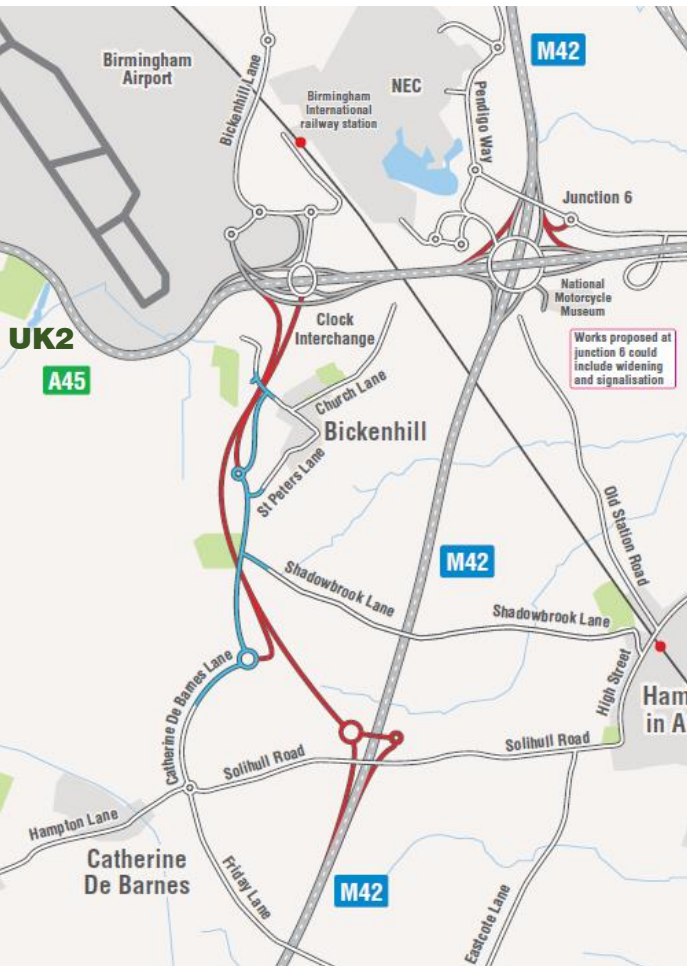 M42
Birmingham
Airport
Bickenhill Lane
NEC
Birmingham
International
railway station
Pendigo Way
Junction 6
National
Motorcycle
Museum
Clock
Interchange
UK2
A45
Works proposed at
junction 6 could
include widening
and signalisation
Church Lane
Bickenhill
St Peters Lane
Old Station Road
M42
Shadowbrook Lane
Shadowbrook Lane
Catherine De Barnes Lane
High Street
Ham
in A
Solihull Road
Solihull Road
Hampton Lane
Catherine
De Barnes
Friday Lane
M42
Eastcote Lane